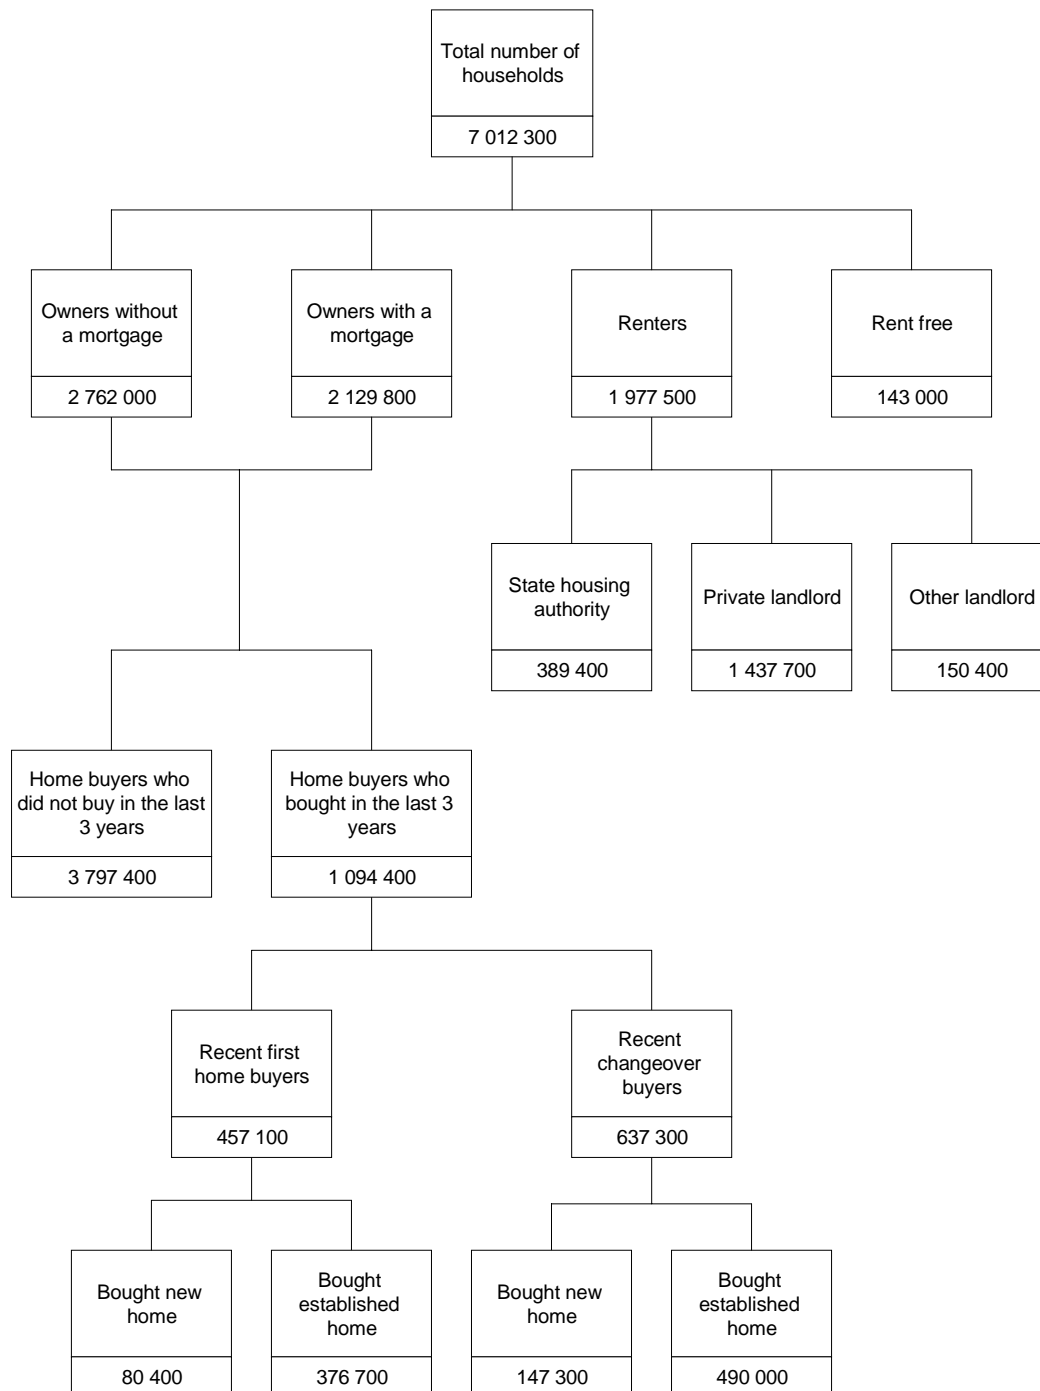 Total number of
households
7 012 300
Owners without
a mortgage
2 762 000
Owners with a
mortgage
2 129 800
Renters
1 977 500
Rent free
143 000
State housing
authority
389 400
Private landlord
1 437 700
Other landlord
150 400
Home buyers who
did not buy in the last
3 years
3 797 400
Home buyers who
bought in the last 3
years
1 094 400
Recent first
home buyers
457 100
Recent
changeover
buyers
637 300
Bought new
home
80 400
Bought
established
home
376 700
Bought new
home
147 300
Bought
established
home
490 000